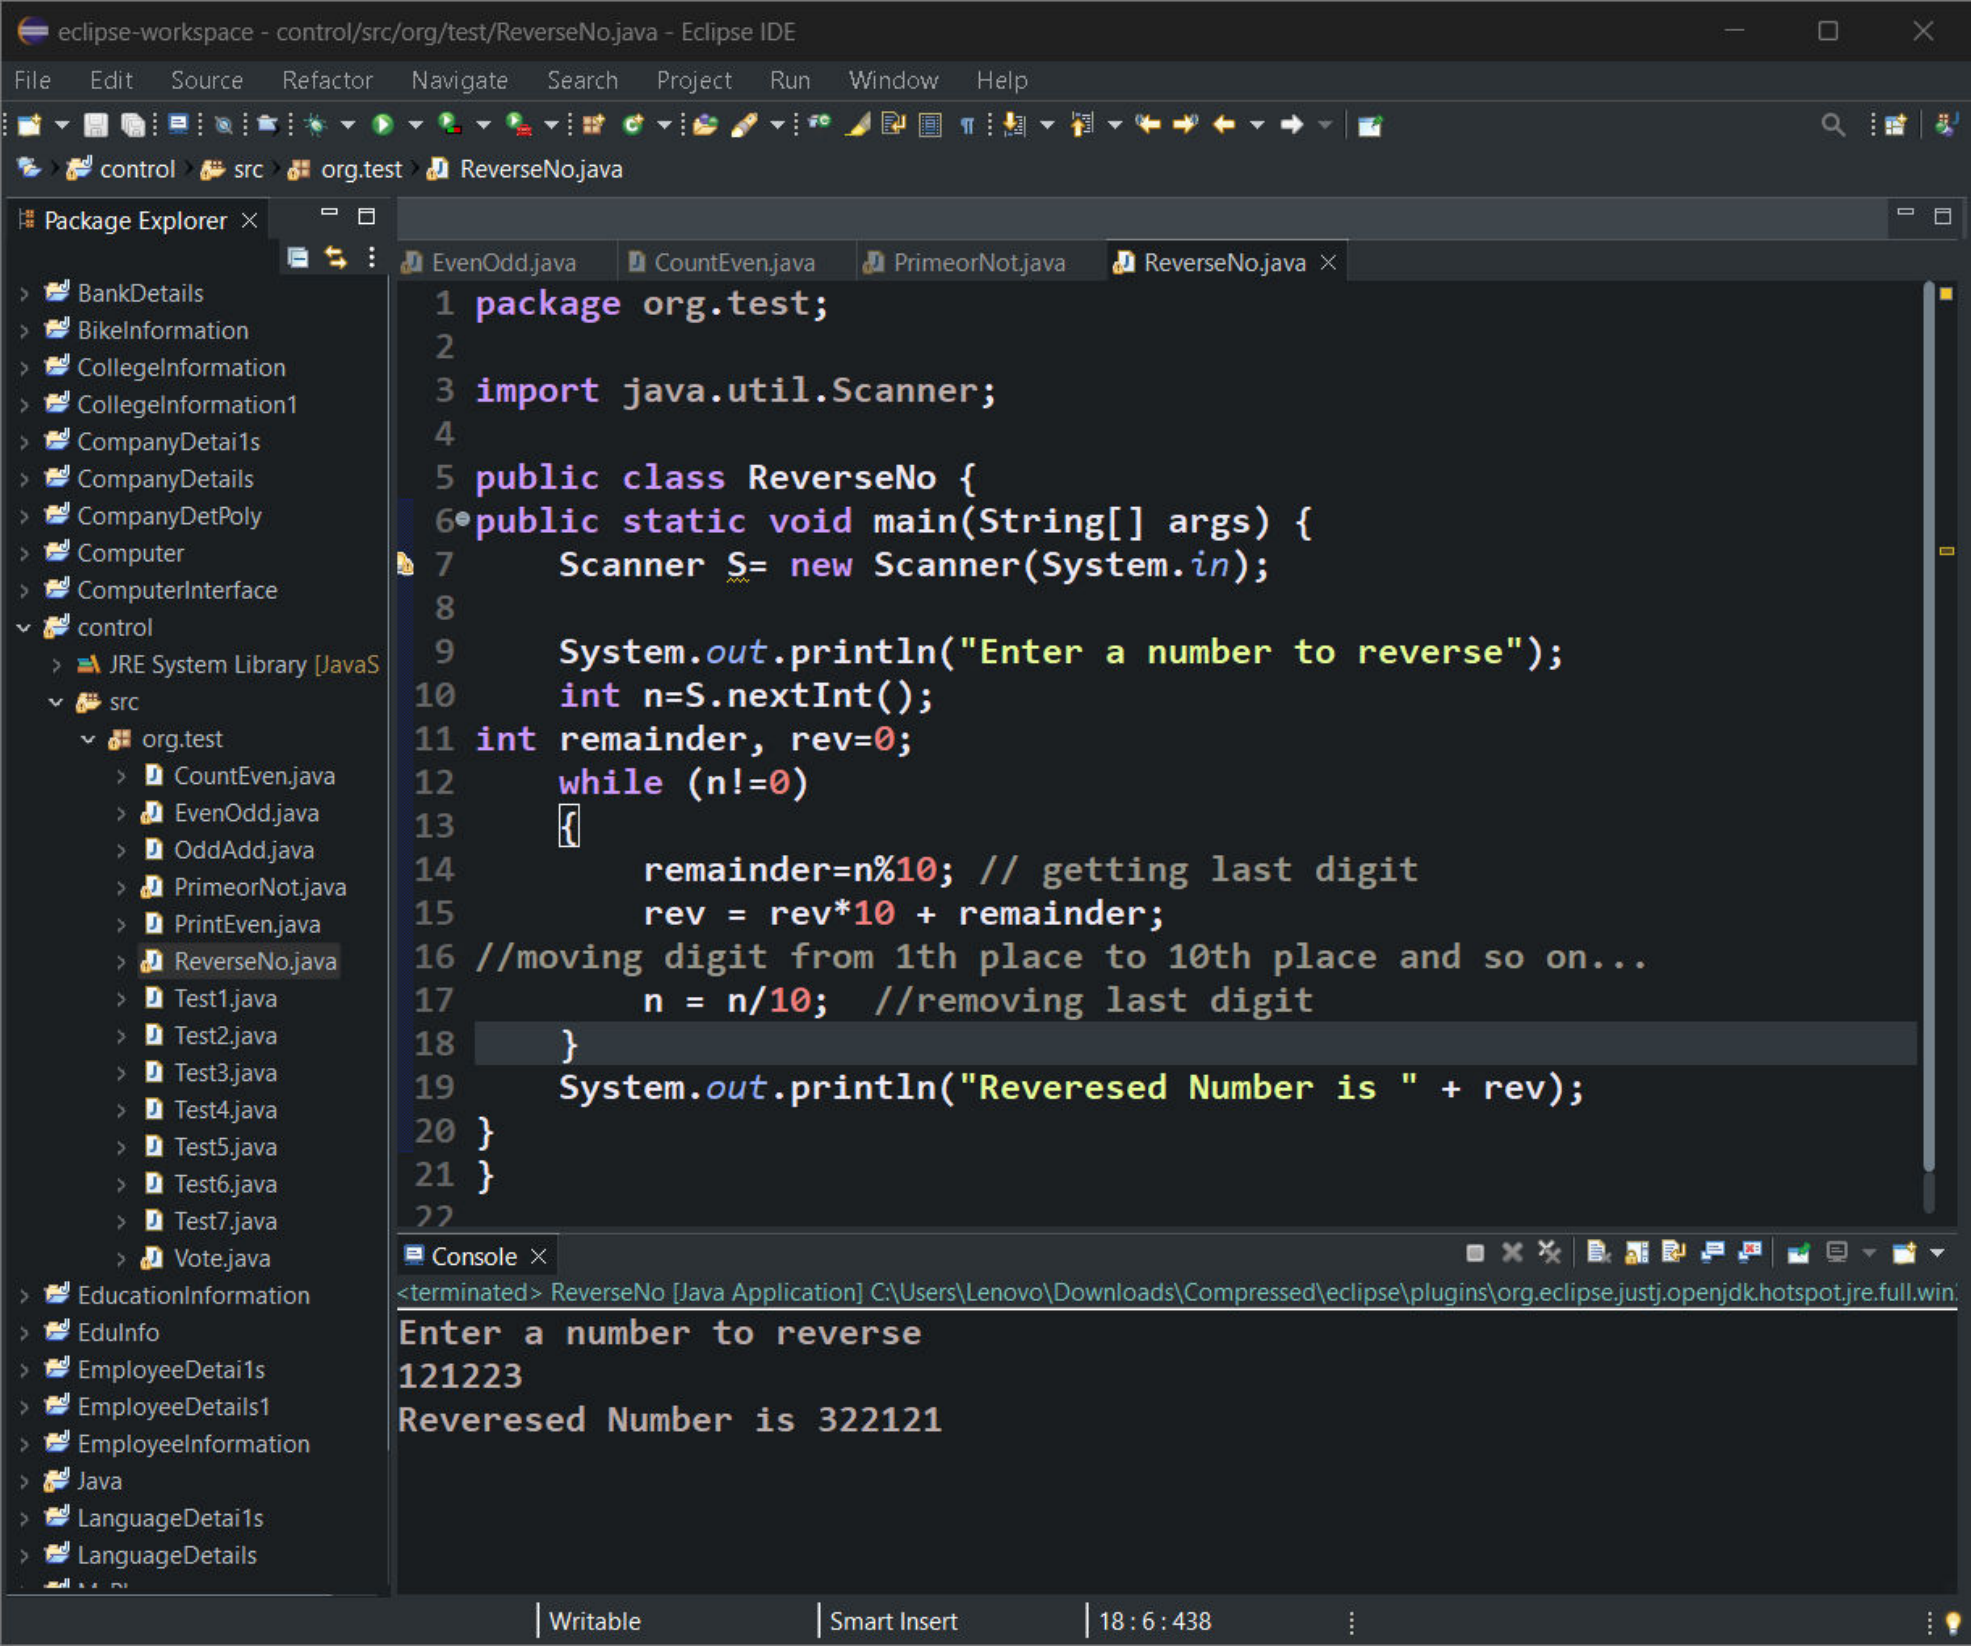 eclipse-workspace - control/src/org/test/ReverseNo.java - Eclipse IDE
File Edit Source Refactor Navigate Search Project Run Window Help
control src org.test ReverseNo.java
Package Explorer
BankDetails
BikeInformation
CollegeInformation
CollegeInformation1
CompanyDetai1s
CompanyDetails
CompanyDetPoly
Computer
ComputerInterface
control
JRE System Library [JavaS
src
org.test
CountEven.java
EvenOdd.java
OddAdd.java
PrimeorNot.java
PrintEven.java
ReverseNo.java
Test1.java
Test2.java
Test3.java
Test4.java
Test5.java
Test6.java
Test7.java
Vote.java
EducationInformation
EduInfo
EmployeeDetai1s
EmployeeDetails1
EmployeeInformation
Java
LanguageDetai1s
LanguageDetails
EvenOdd.java CountEven.java PrimeorNot.java ReverseNo.java
1 package org.test;
2
3 import java.util.Scanner;
4
5 public class ReverseNo {
6 public static void main(String[] args) {
7 Scanner S= new Scanner(System.in);
8
9 System.out.println("Enter a number to reverse");
10 int n=S.nextInt();
11 int remainder, rev=0;
12 while (n!=0)
13 {
14 remainder=n%10; // getting last digit
15 rev = rev*10 + remainder;
16 //moving digit from 1th place to 10th place and so on...
17 n = n/10; //removing last digit
18 }
19 System.out.println("Reveresed Number is " + rev);
20 }
21 }
22
Console
<terminated> ReverseNo [Java Application] C:\Users\Lenovo\Downloads\Compressed\eclipse\plugins\org.eclipse.justj.openjdk.hotspot.jre.full.win
Enter a number to reverse
121223
Reveresed Number is 322121
Writable Smart Insert 18 : 6 : 438